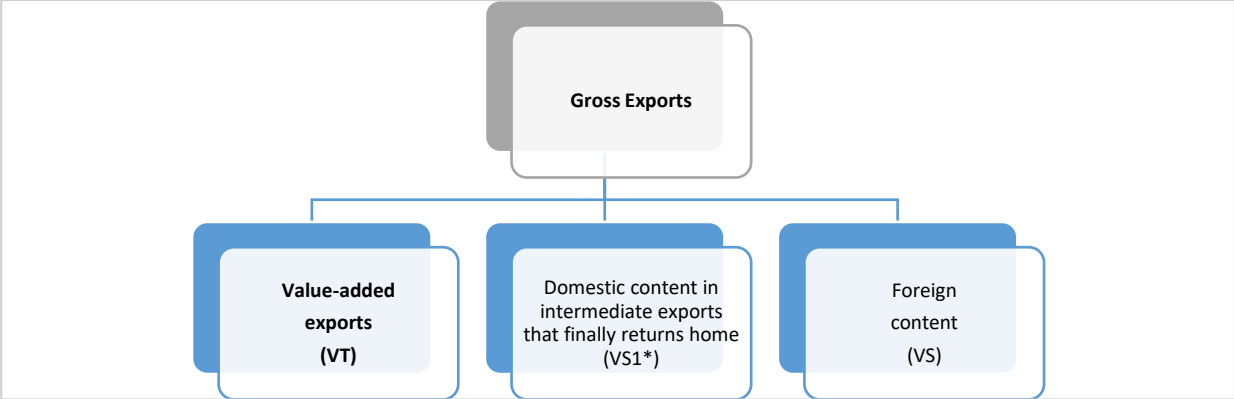 Gross Exports
Value-added
exports
(VT)
Domestic content in
intermediate exports
that finally returns home
(VS1*)
Foreign
content
(VS)